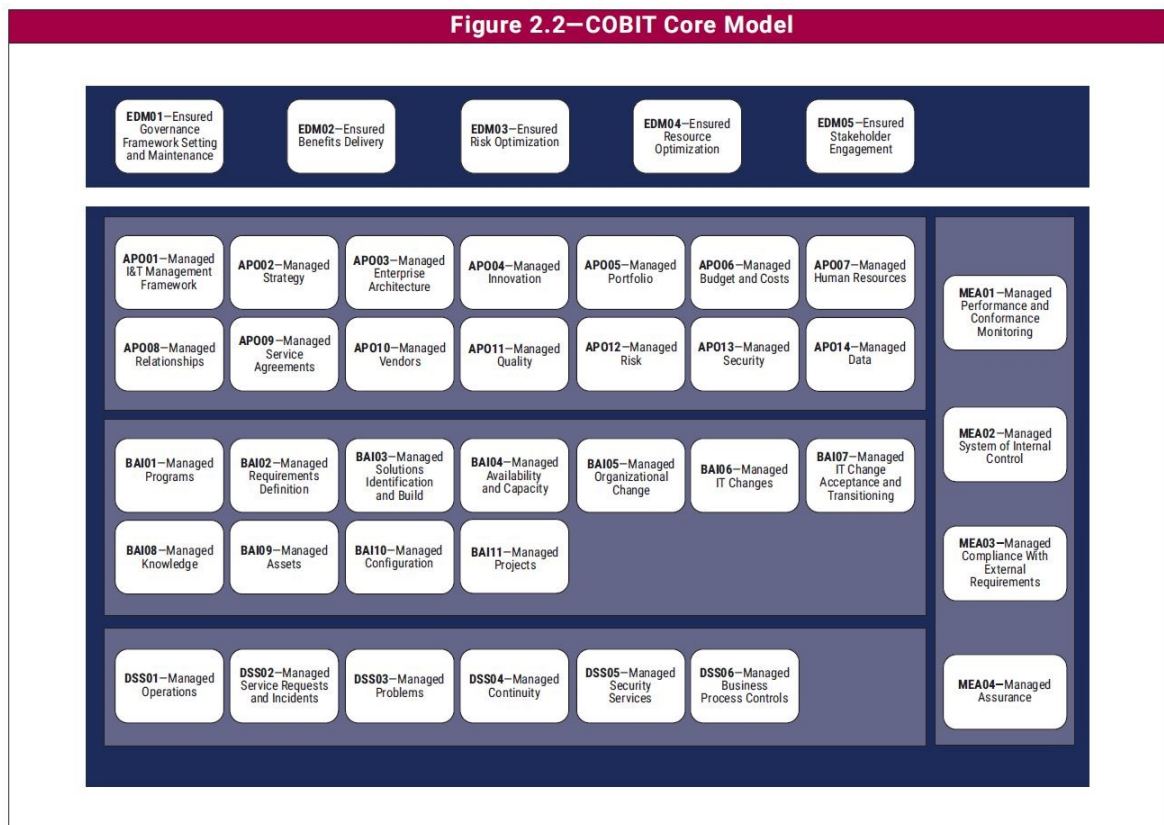 Figure 2.2—COBIT Core Model
EDM01—Ensured
Governance
Framework Setting
and Maintenance
EDM02—Ensured
Benefits Delivery
EDM03—Ensured
Risk Optimization
EDM04—Ensured
Resource
Optimization
EDM05—Ensured
Stakeholder
Engagement
APO01—Managed
I&T Management
Framework
APO02—Managed
Strategy
APO03—Managed
Enterprise
Architecture
APO04—Managed
Innovation
APO05—Managed
Portfolio
APO06—Managed
Budget and Costs
APO07—Managed
Human Resources
APO08—Managed
Relationships
APO09—Managed
Service
Agreements
APO10—Managed
Vendors
APO11—Managed
Quality
APO12—Managed
Risk
APO13—Managed
Security
APO14—Managed
Data
BAI01—Managed
Programs
BAI02—Managed
Requirements
Definition
BAI03—Managed
Solutions
Identification
and Build
BAI04—Managed
Availability
and Capacity
BAI05—Managed
Organizational
Change
BAI06—Managed
IT Changes
BAI07—Managed
IT Change
Acceptance and
Transitioning
BAI08—Managed
Knowledge
BAI09—Managed
Assets
BAI10—Managed
Configuration
BAI11—Managed
Projects
DSS01—Managed
Operations
DSS02—Managed
Service Requests
and Incidents
DSS03—Managed
Problems
DSS04—Managed
Continuity
DSS05—Managed
Security
Services
DSS06—Managed
Business
Process Controls
MEA01—Managed
Performance and
Conformance
Monitoring
MEA02—Managed
System of Internal
Control
MEA03—Managed
Compliance With
External
Requirements
MEA04—Managed
Assurance